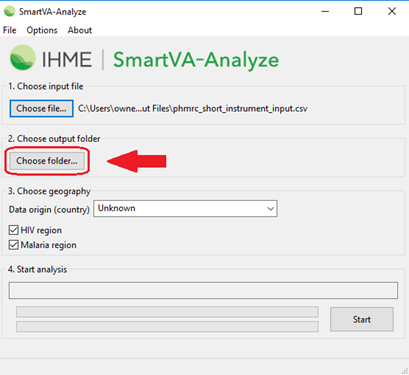 SmartVA-Analyze
File Options About
IHME | SmartVA-Analyze
1. Choose input file
Choose file... C:\Users\owne...ut Files\phmrc_short_instrument_input.csv
2. Choose output folder
Choose folder...
3. Choose geography
Data origin (country) Unknown
HIV region
Malaria region
4. Start analysis
Start